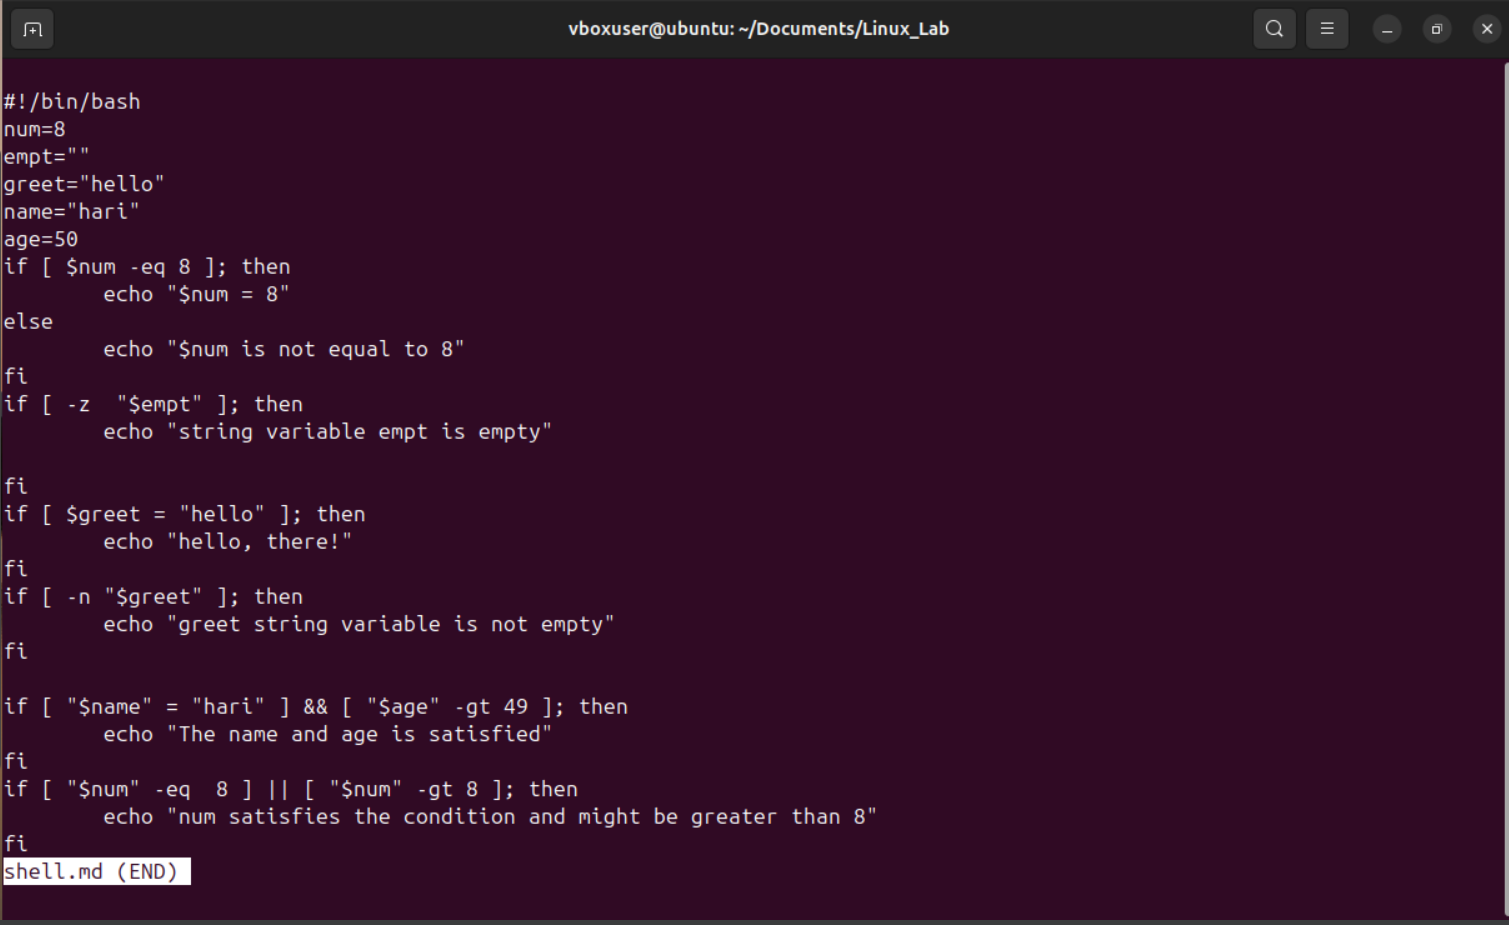 vboxuser@ubuntu: ~/Documents/Linux_Lab
#!/bin/bash
num=8
empt=""
greet="hello"
name="hari"
age=50
if [ $num -eq 8 ]; then
        echo "$num = 8"
else
        echo "$num is not equal to 8"
fi
if [ -z  "$empt" ]; then
        echo "string variable empt is empty"

fi
if [ $greet = "hello" ]; then
        echo "hello, there!"
fi
if [ -n "$greet" ]; then
        echo "greet string variable is not empty"
fi

if [ "$name" = "hari" ] && [ "$age" -gt 49 ]; then
        echo "The name and age is satisfied"
fi
if [ "$num" -eq  8 ] || [ "$num" -gt 8 ]; then
        echo "num satisfies the condition and might be greater than 8"
fi
shell.md (END)